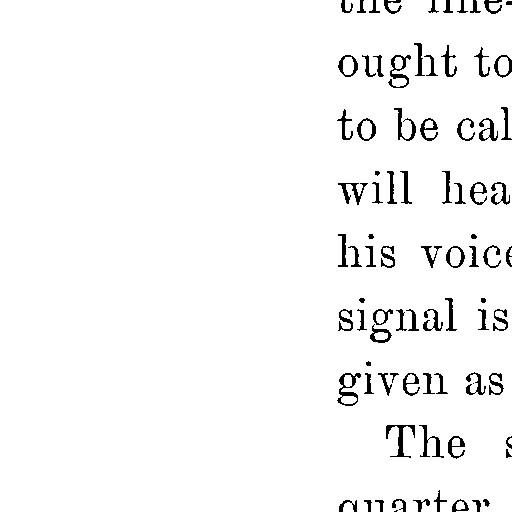 the line-
ought to
to be cal
will hea
his voice
signal is
given as
The s
quarter